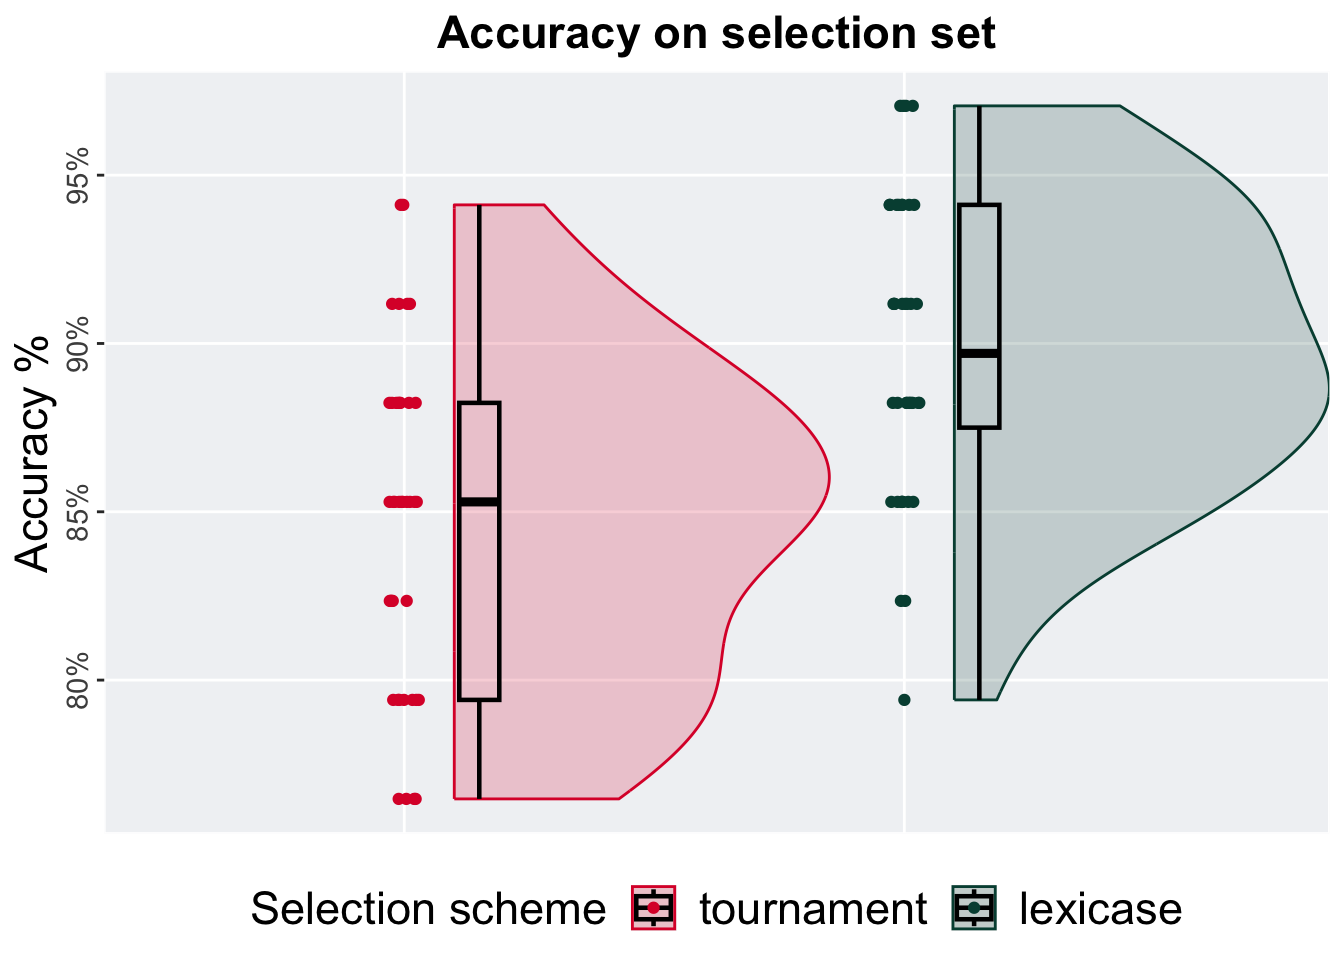 Accuracy on selection set
Accuracy %
95%
90%
85%
80%
Selection scheme tournament lexicase